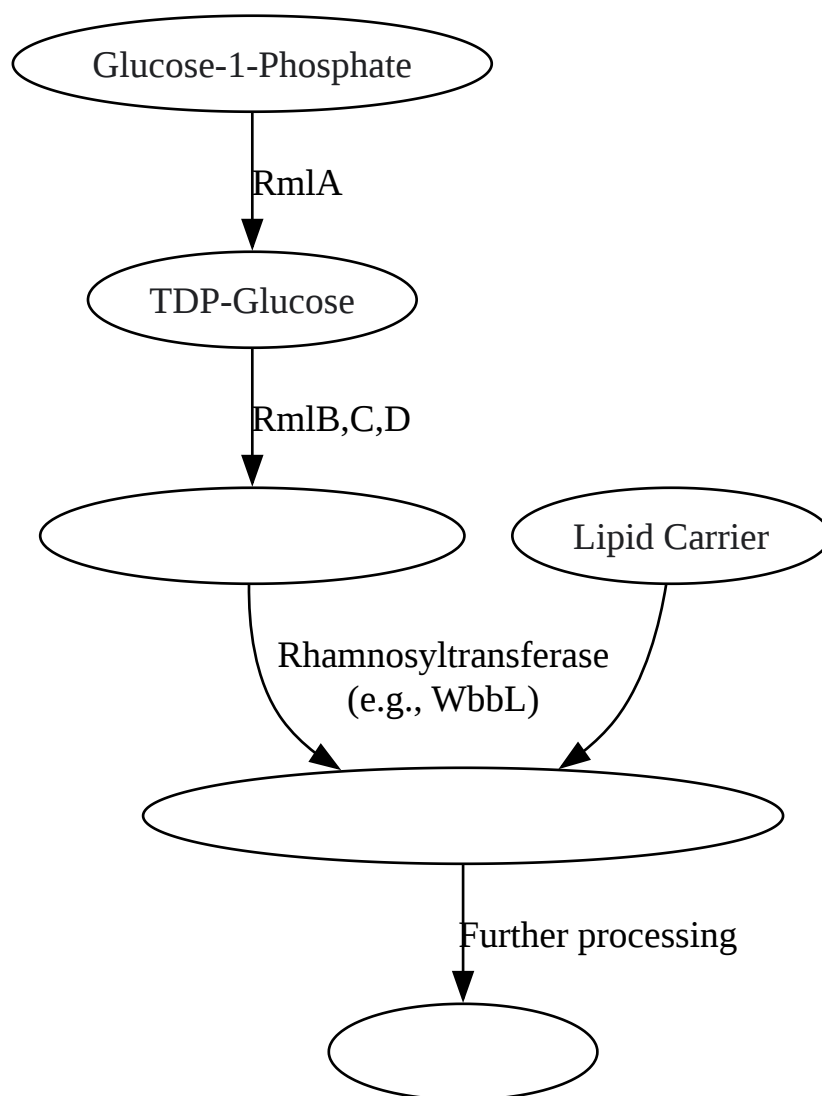 Glucose-1-Phosphate
RmlA
TDP-Glucose
RmlB,C,D
Lipid Carrier
Rhamnosyltransferase
(e.g., WbbL)
Further processing